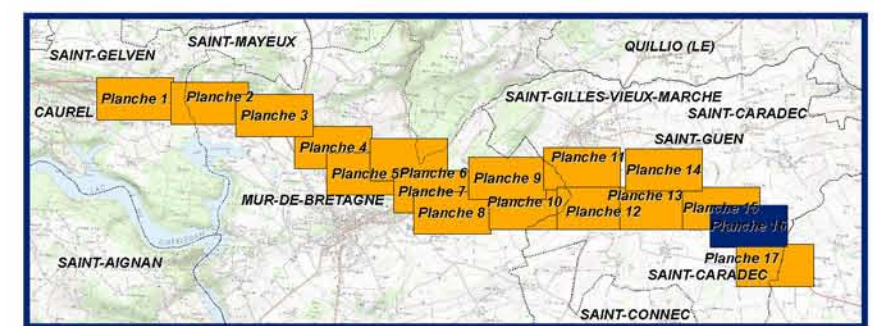 SAINT-GELVEN
SAINT-MAYEUX
QUILLIO (LE)
CAUREL
Planche 1
Planche 2
SAINT-GILLES-VIEUX-MARCHE
SAINT-CARADEC
Planche 3
SAINT-GUEN
Planche 4
Planche 11
Planche 14
Planche 5
Planche 6
Planche 9
MUR-DE-BRETAGNE
Planche 7
Planche 13
Planche 8
Planche 10
Planche 12
Planche 15
Planche 16
SAINT-AIGNAN
Planche 17
SAINT-CARADEC
SAINT-CONNEC